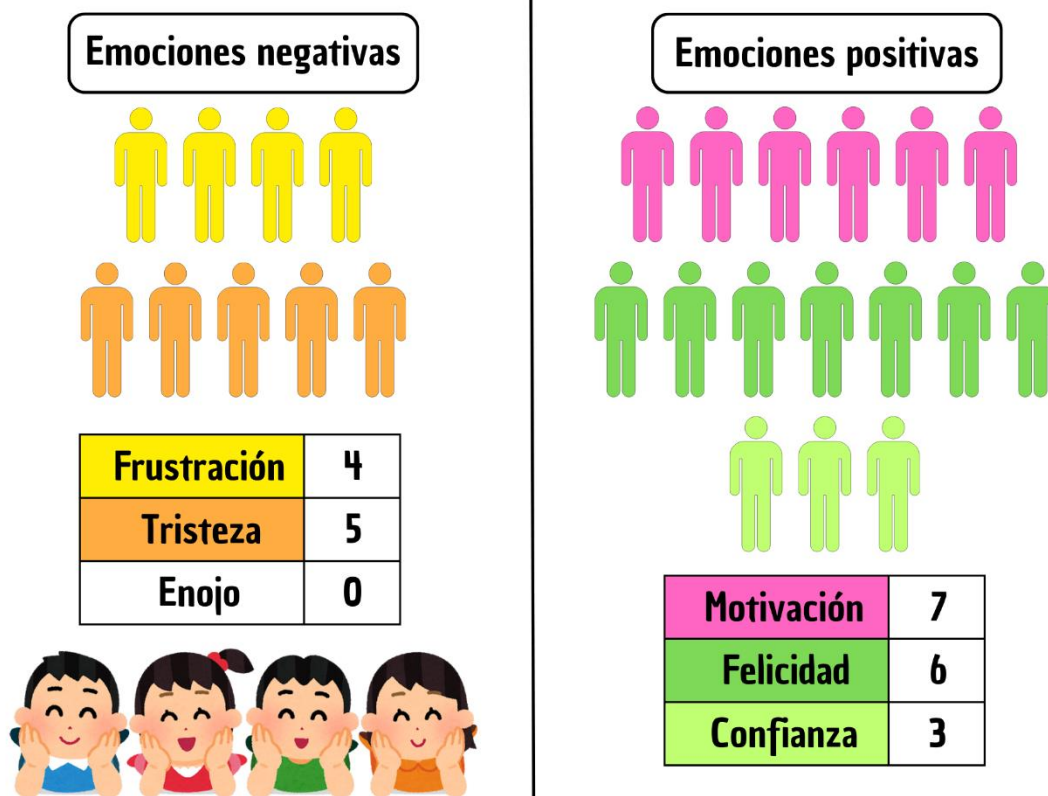 Emociones negativas
Frustración 4
Tristeza 5
Enojo 0
Emociones positivas
Motivación 7
Felicidad 6
Confianza 3